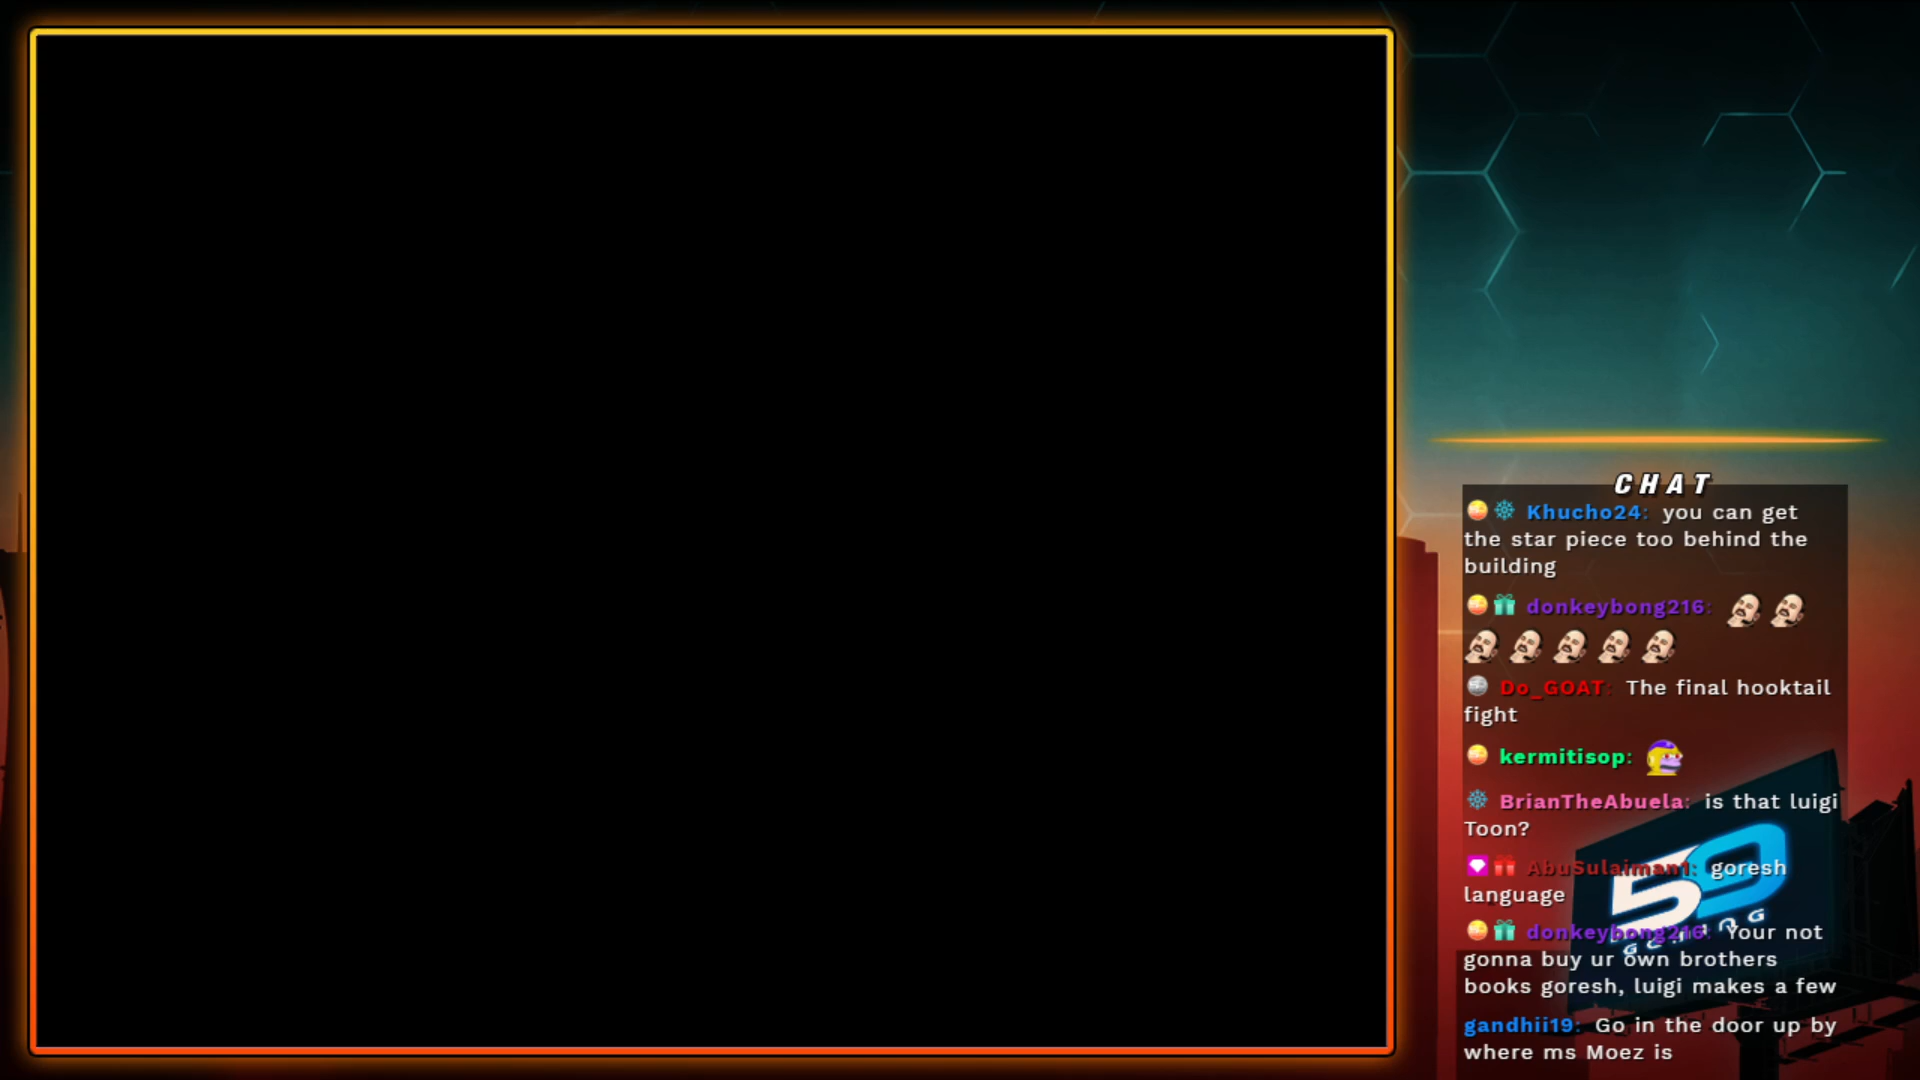 CHAT
Khucho24: you can get
the star piece too behind the
building
donkeybong216:
Do_GOAT: The final hooktail
fight
kermitisop:
BrianTheAbuela: is that luigi
Toon?
AbuSulaiman1: goresh
language
donkeybong216: Your not
gonna buy ur own brothers
books goresh, luigi makes a few
gandhii19: Go in the door up by
where ms Moez is
59
GAMING